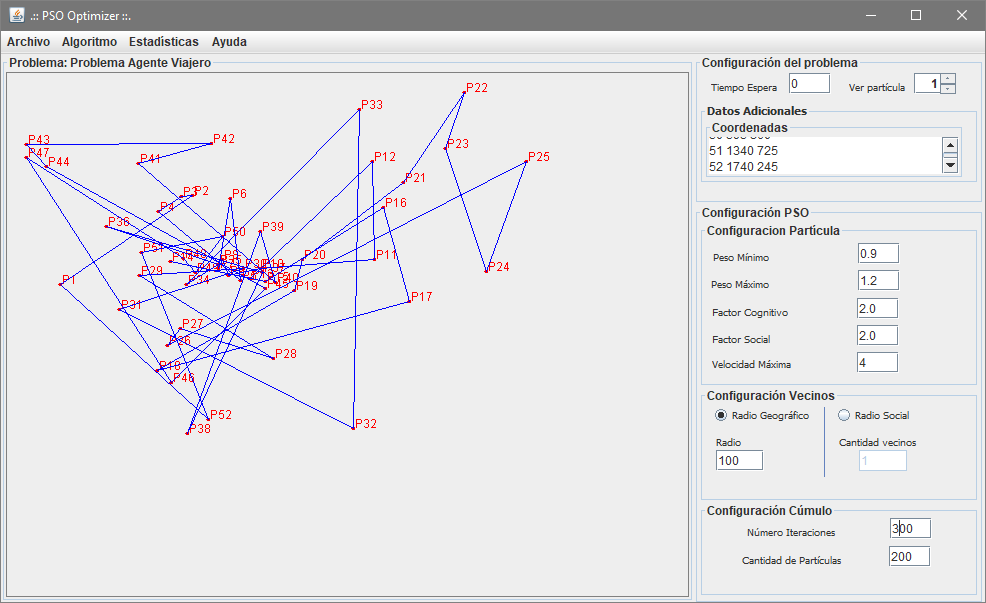 .:: PSO Optimizer ::.
Archivo Algoritmo Estadísticas Ayuda
Problema: Problema Agente Viajero
P22
P33
P43 P42
P23
P47 P41 P12 P25
P44
P21
P2
P6
P4 P16
P36
P50 P39
P51
P11
P20
P24
P29
P1 P34
P40
P19
P31 P17
P27
P28
P18
P46
P52
P32
P38
Configuración del problema
Tiempo Espera 0 Ver partícula 1
Datos Adicionales
Coordenadas
51 1340 725
52 1740 245
Configuración PSO
Configuracion Partícula
Peso Mínimo 0.9
Peso Máximo 1.2
Factor Cognitivo 2.0
Factor Social 2.0
Velocidad Máxima 4
Configuración Vecinos
Radio Geográfico Radio Social
Radio Cantidad vecinos
100 1
Configuración Cúmulo
Número Iteraciones 300
Cantidad de Partículas 200